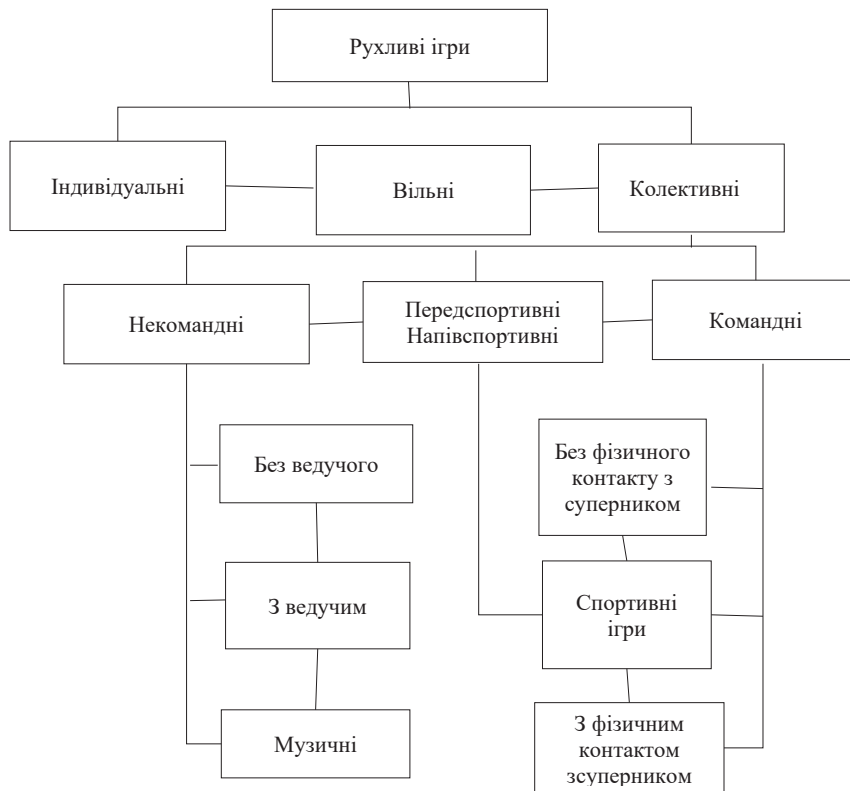 Рухливі ігри
Індивідуальні
Вільні
Колективні
Некомандні
Передспортивні
Напівспортивні
Командні
Без ведучого
Без фізичного
контакту з
суперником
З ведучим
Спортивні
ігри
Музичні
З фізичним
контактом
зсуперником